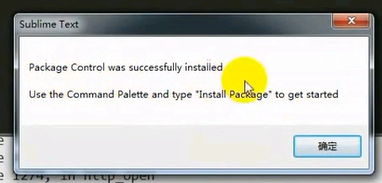 Sublime Text
Package Control was successfully installed
Use the Command Palette and type "Install Package" to get started
确定
e 1274, in http_open